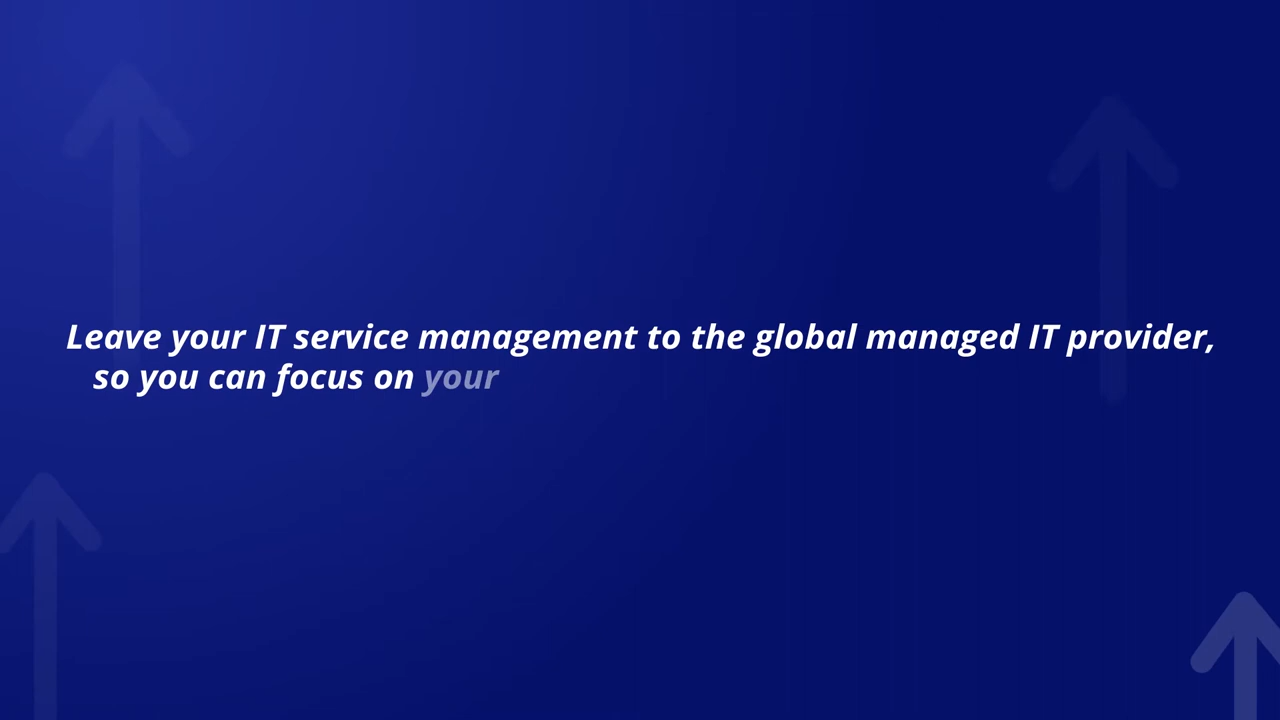 Leave your IT service management to the global managed IT provider,
so you can focus on your